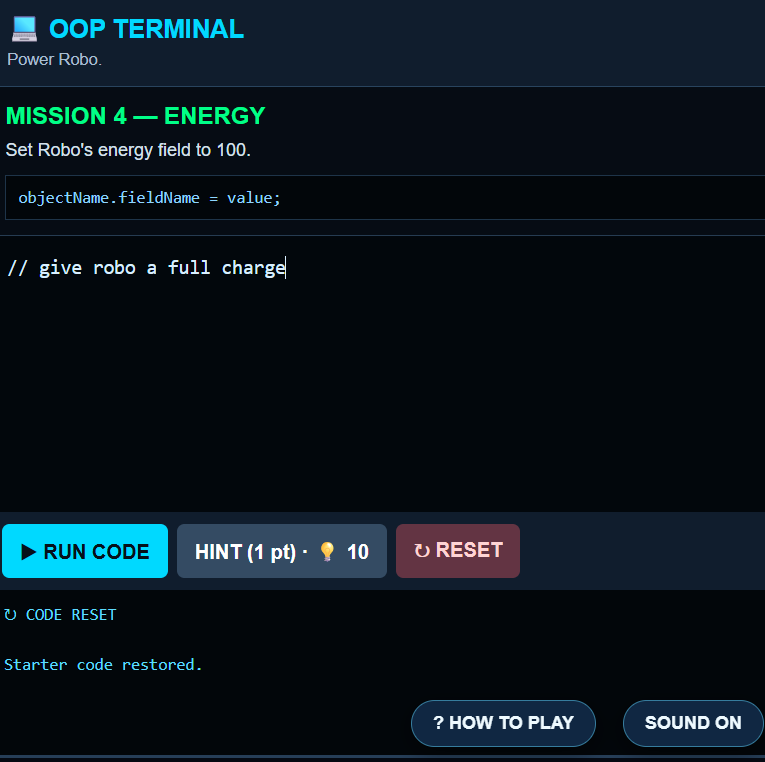 💻 OOP TERMINAL
Power Robo.
MISSION 4 — ENERGY
Set Robo's energy field to 100.
objectName.fieldName = value;
// give robo a full charge
▶ RUN CODE
HINT (1 pt) · 💡 10
↻ RESET
↻ CODE RESET
Starter code restored.
? HOW TO PLAY
SOUND ON